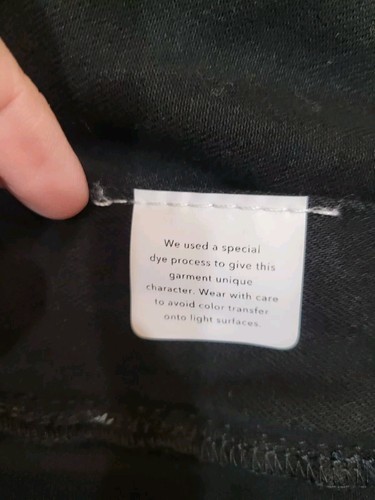 We used a special
dye process to give this
garment unique
character. Wear with care
to avoid color transfer
onto light surfaces.